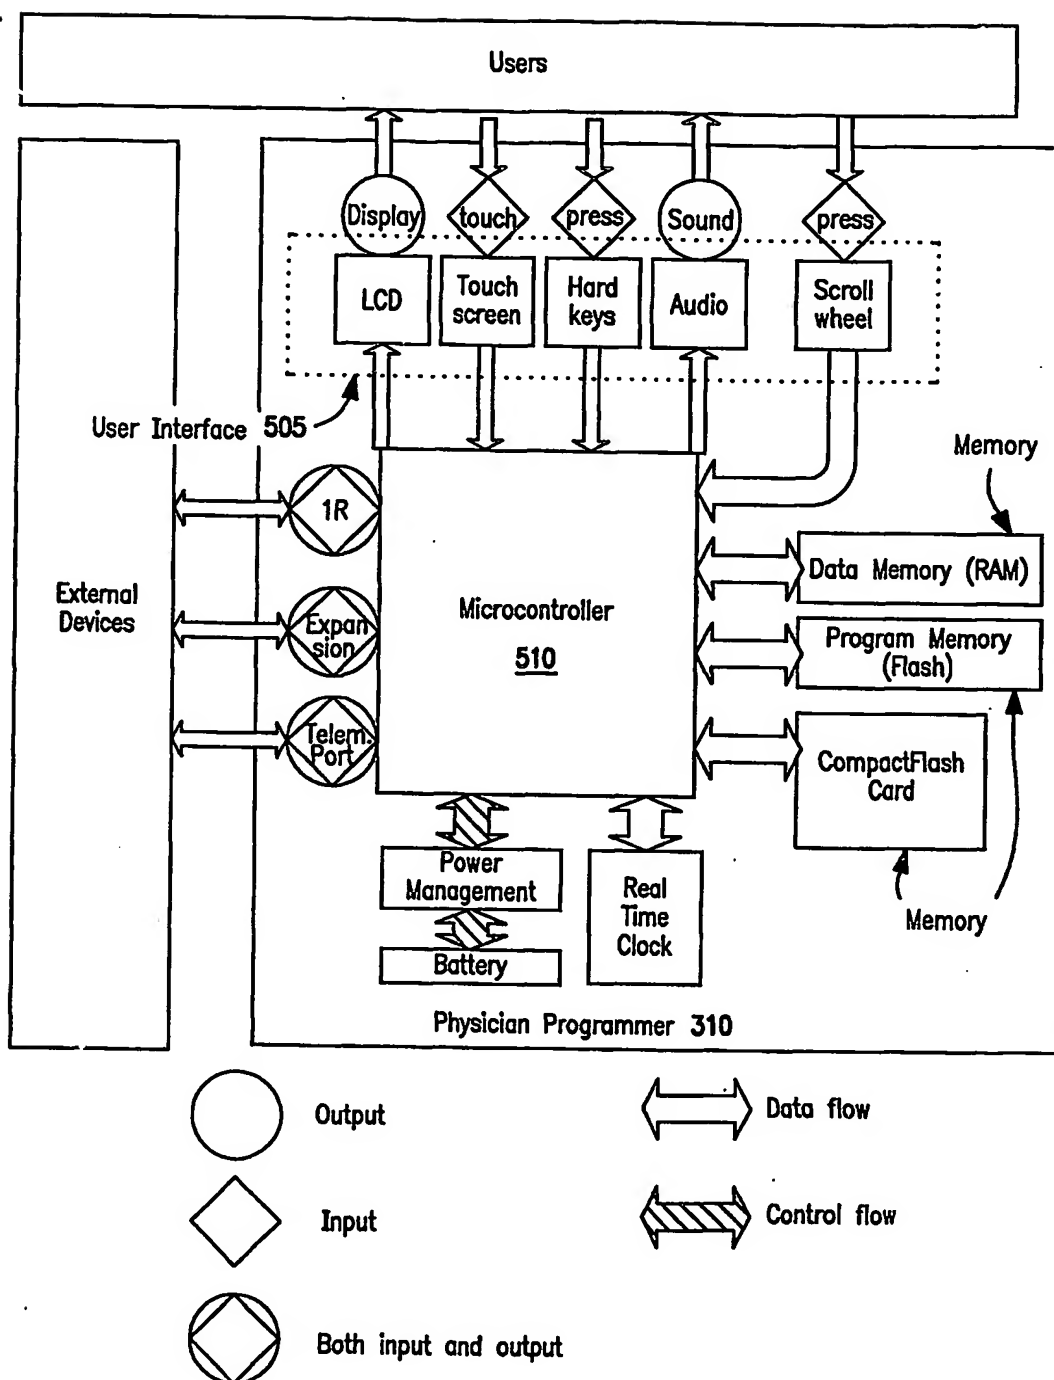 Users
Display
touch
press
Sound
press
LCD
Touch
screen
Hard
keys
Audio
Scroll
wheel
User Interface 505
Memory
1R
Data Memory (RAM)
External
Devices
Expan
sion
Microcontroller
510
Program Memory
(Flash)
Telem.
Port
CompactFlash
Card
Power
Management
Real
Time
Clock
Battery
Memory
Physician Programmer 310
Output
Data flow
Input
Control flow
Both input and output